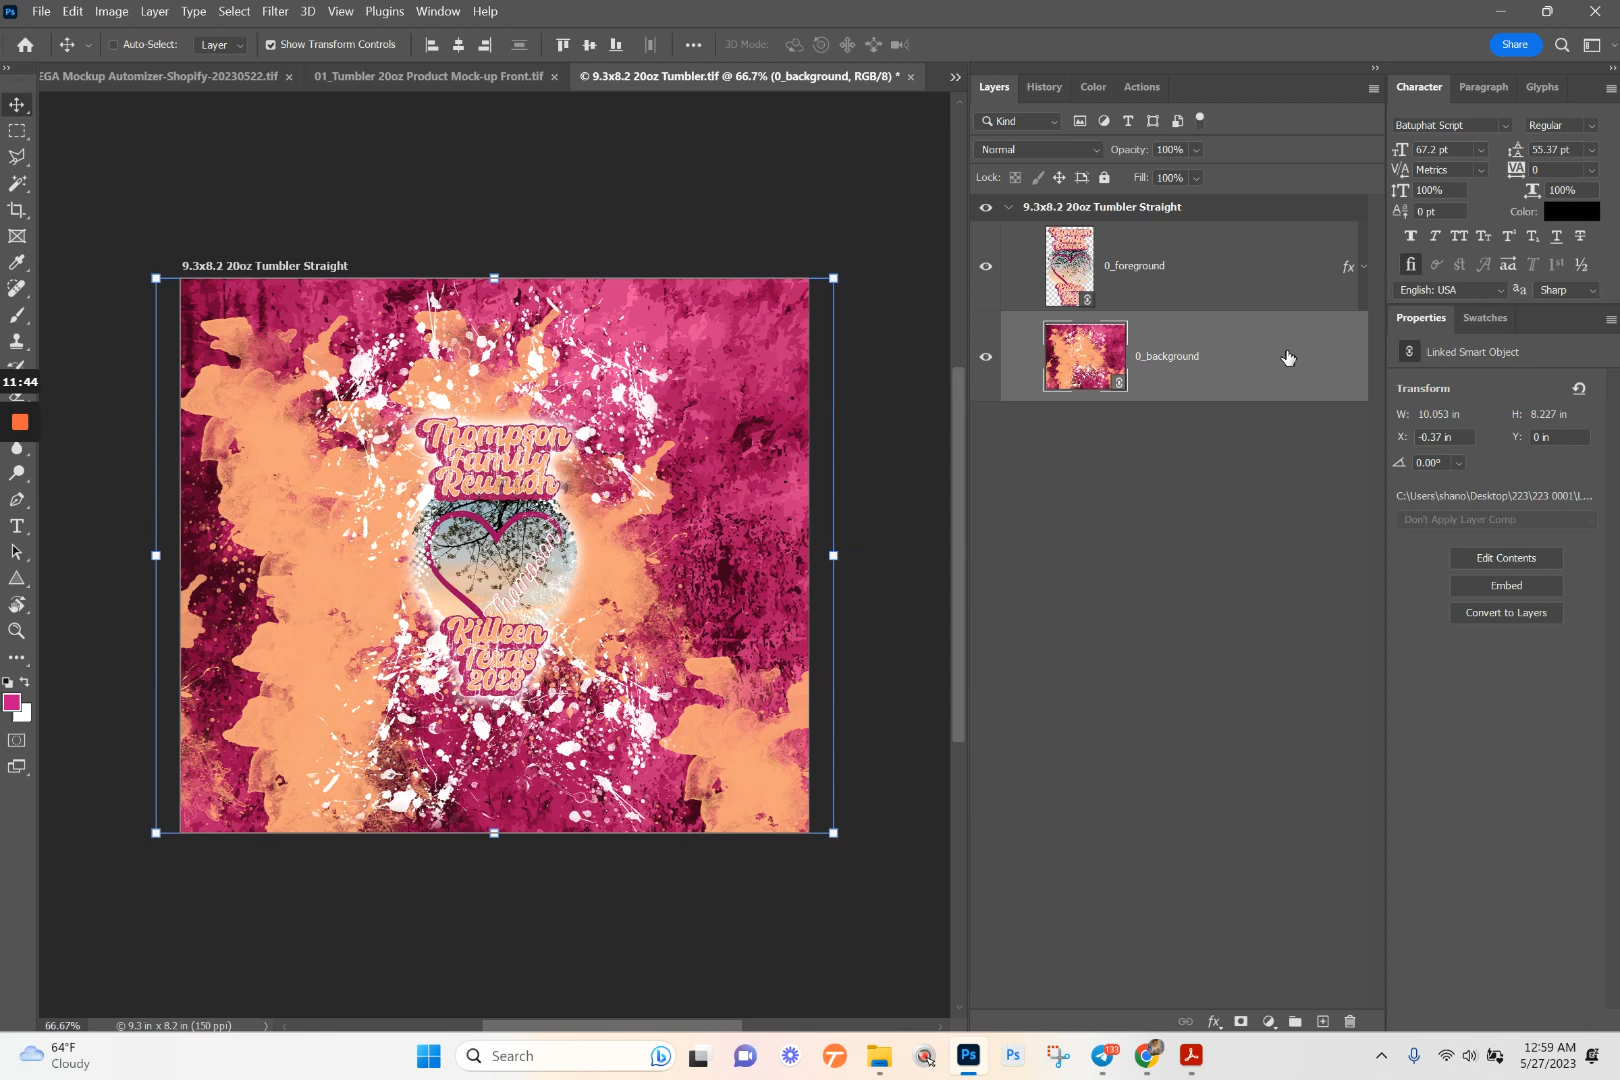 Ps File Edit Image Layer Type Select Filter 3D View Plugins Window Help
Auto-Select: Layer Show Transform Controls 3D Mode: Share
EGA Mockup Automizer-Shopify-20230522.tif × 01_Tumbler 20oz Product Mock-up Front.tif × © 9.3x8.2 20oz Tumbler.tif @ 66.7% (0_background, RGB/8) * ×
Layers History Color Actions
Character Paragraph Glyphs
Kind
Batuphat Script Regular
Normal Opacity: 100%
67.2 pt 55.37 pt
Metrics 0
Lock: Fill: 100%
100% 100%
0 pt Color:
9.3x8.2 20oz Tumbler Straight
0_foreground fx
English: USA Sharp
Properties Swatches
Linked Smart Object
0_background
Transform
W: 10.053 in H: 8.227 in
X: -0.37 in Y: 0 in
0.00°
C:\Users\shano\Desktop\223\223 0001\L...
Don't Apply Layer Comp
Edit Contents
Embed
Convert to Layers
11:44
9.3x8.2 20oz Tumbler Straight
Thompson
Family
Reunion
Thompson
Killeen
Texas
2023
66.67% © 9.3 in x 8.2 in (150 ppi)
64°F
Cloudy
Search
133
12:59 AM
5/27/2023